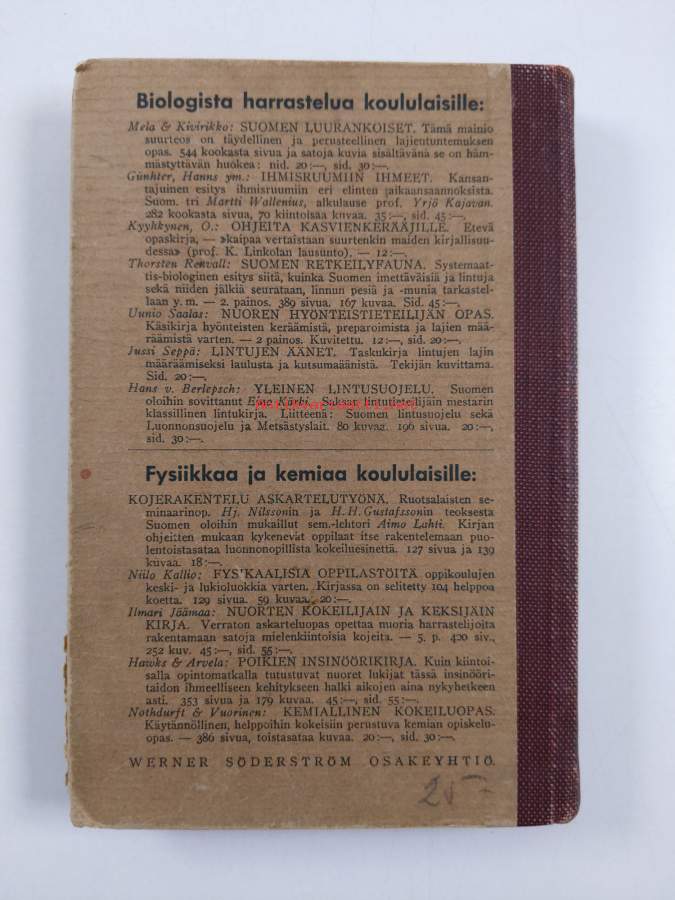 Biologista harrastelua koululaisille:
Mela & Kivirikko: SUOMEN LUURANKOISET. Tämä mainio
suurteos on täydellinen ja perusteellinen lajientuntemuksen
opas. 544 kookasta sivua ja satoja kuvia sisältävänä se on häm-
mästyttävän huokea: nid. 20:—, sid. 30:—.
Günhter, Hanns ym.: IHMISRUUMIIN IHMEET. Kansan-
tajuinen esitys ihmisruumiin eri elinten jaikaansaannoksista.
Suom. tri Martti Wallenius, alkulause prof. Yrjö Kajavan.
282 kookasta sivua, 70 kiintoisaa kuvaa. 35:—, sid. 45:—.
Kyyhkynen, O.: OHJEITA KASVIENKERÄÄJILLE. Etevä
opaskirja, — »kaipaa vertaistaan suurtenkin maiden kirjallisuu-
dessa» (prof. K. Linkolan lausunto). — 12:—.
Thorsten Renvall: SUOMEN RETKEILYFAUNA. Systemaat-
tis-biologinen esitys siitä, kuinka Suomen imettäväisiä ja lintuja
sekä niiden jälkiä seurataan, linnun pesiä ja -munia tarkastel-
laan y. m. — 2. painos. 389 sivua. 167 kuvaa. Sid. 45:—.
Uunio Saalas: NUOREN HYÖNTEISTIETEILIJÄN OPAS.
Käsikirja hyönteisten keräämistä, preparoimista ja lajien mää-
räämistä varten. — 2 painos. Kuvitettu. 12:—, sid. 20:—.
Jussi Seppä: LINTUJEN ÄÄNET. Taskukirja lintujen lajin
määräämiseksi laulusta ja kutsumaäänistä. Tekijän kuvittama.
Sid. 20:—.
Hans v. Berlepsch: YLEINEN LINTUSUOJELU. Suomen
oloihin sovittanut Eino Kärki. Saksan lintutieteilijäin mestarin
klassillinen lintukirja. Liitteenä: Suomen lintusuojelu sekä
Luonnonsuojelu ja Metsästyslait. 80 kuvaa. 196 sivua. 20:—,
sid. 30:—.
Fysiikkaa ja kemiaa koululaisille:
KOJERAKENTELU ASKARTELUTYÖNÄ. Ruotsalaisten se-
minaarinop. Hj. Nilssonin ja H. H. Gustafssonin teoksesta
Suomen oloihin mukaillut sem.-lehtori Aimo Lahti. Kirjan
ohjeitten mukaan kykenevät oppilaat itse rakentelemaan puo-
lentoistasataa luonnonopillista kokeiluesinettä. 127 sivua ja 139
kuvaa. 18:—.
Niilo Kallio: FYSIKAALISIA OPPILASTÖITÄ oppikoulujen
keski- ja lukioluokkia varten. Kirjassa on selitetty 104 helppoa
koetta. 129 sivua. 59 kuvaa. 20:—.
Ilmari Jäämaa: NUORTEN KOKEILIJAIN JA KEKSIJÄIN
KIRJA. Verraton askarteluopas opettaa nuoria harrastelijoita
rakentamaan satoja mielenkiintoisia kojeita. — 5. p. 420 siv.,
252 kuv. 45:—, sid. 55:—.
Hawks & Arvela: POIKIEN INSINÖÖRIKIRJA. Kuin kiintoi-
salla opintomatkalla tutustuvat nuoret lukijat tässä insinööri-
taidon ihmeelliseen kehitykseen halki aikojen aina nykyhetkeen
asti. 353 sivua ja 179 kuvaa. 45:—, sid. 55:—.
Nothdurft & Vuorinen: KEMIALLINEN KOKEILUOPAS.
Käytännöllinen, helppoihin kokeisiin perustuva kemian opiskelu-
opas. — 386 sivua, toistasataa kuvaa. 20:—, sid. 30:—.
WERNER SÖDERSTRÖM OSAKEYHTIÖ.
25 -